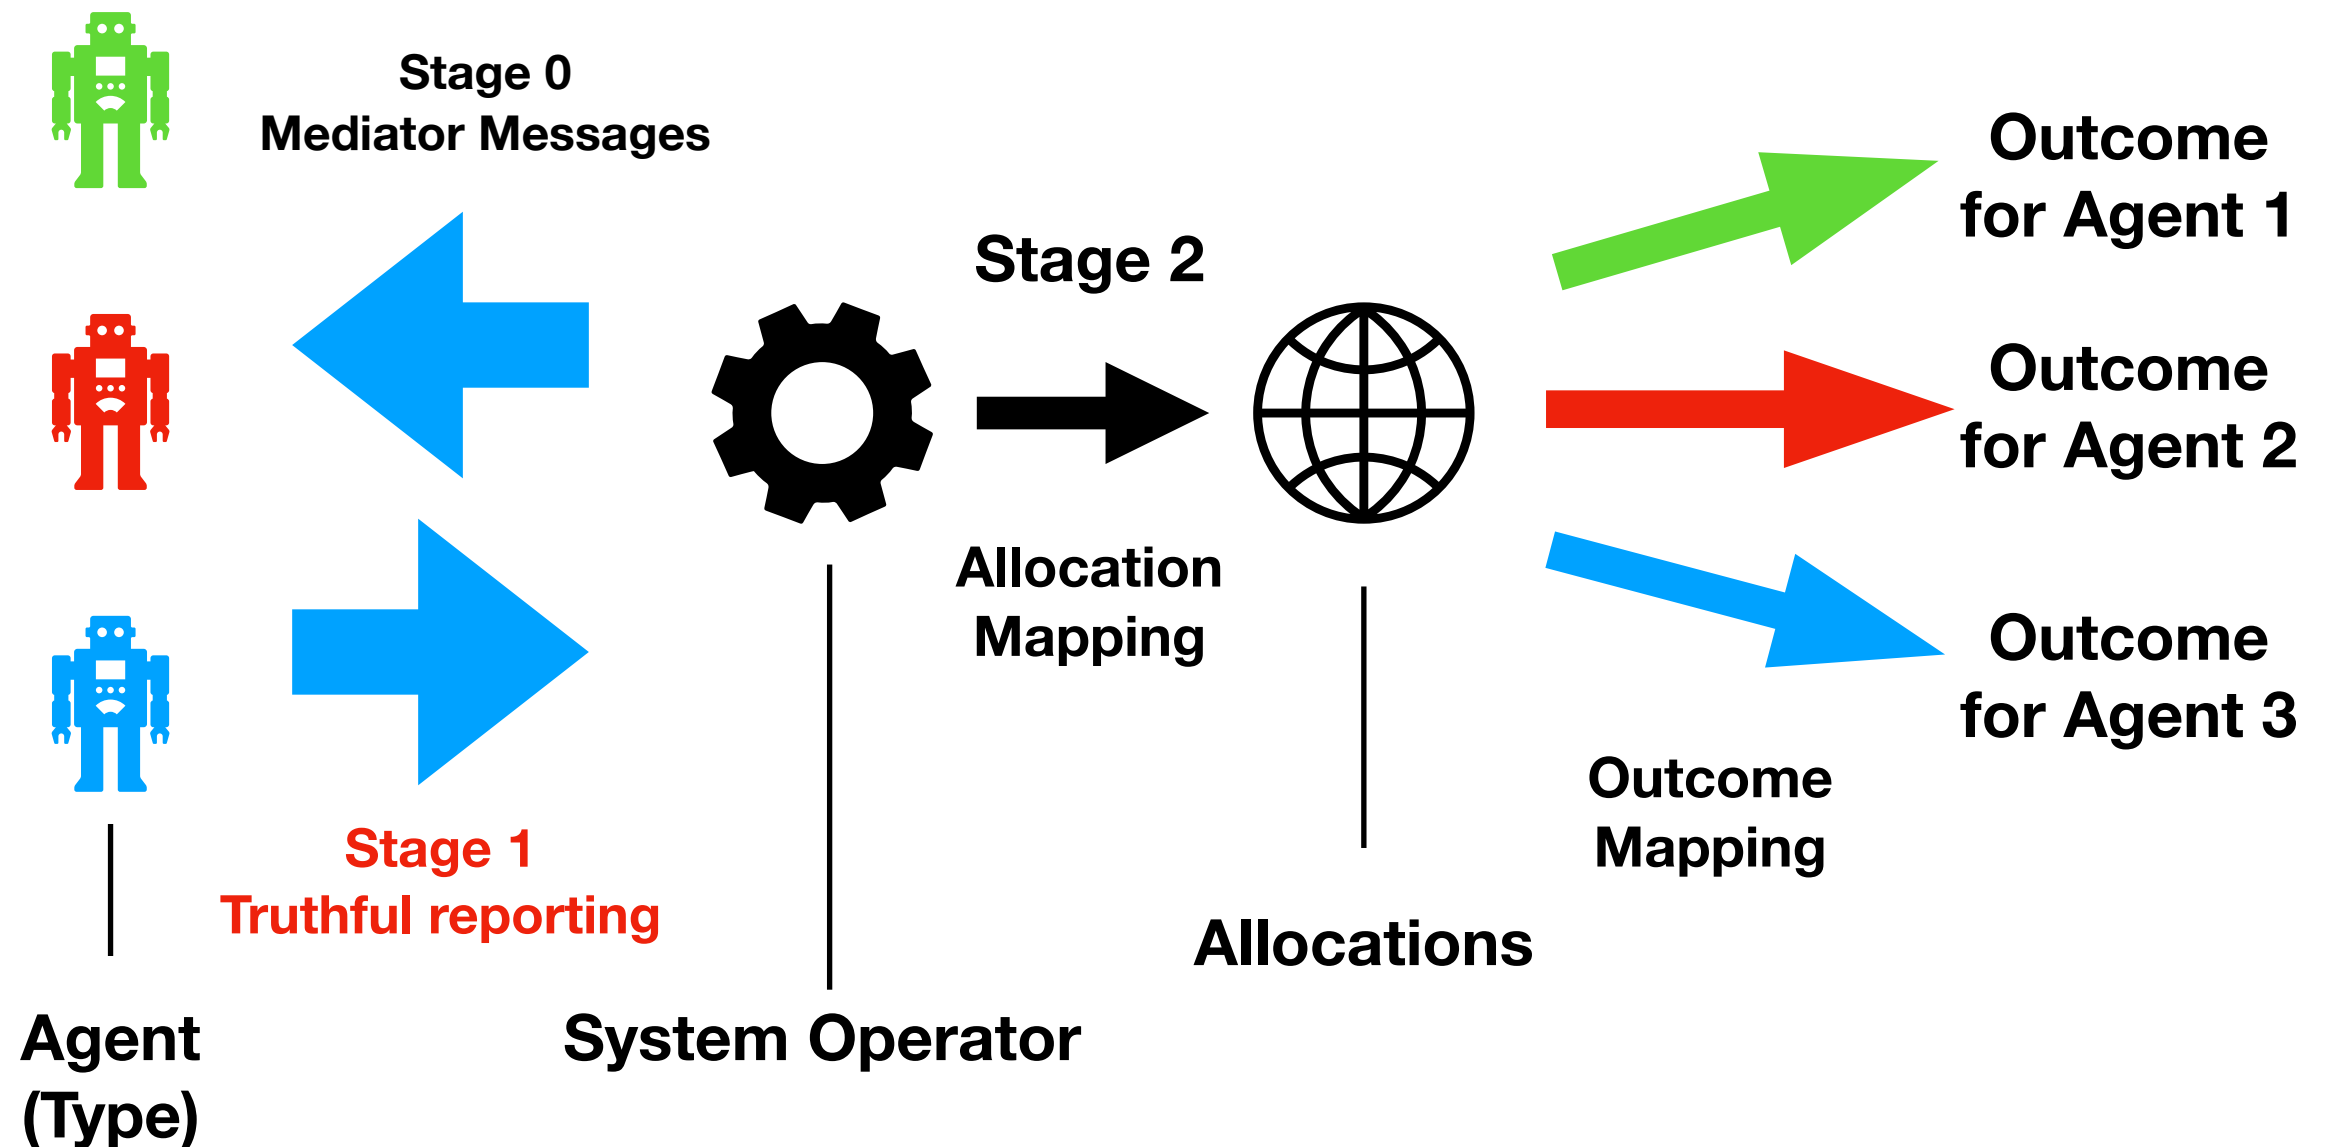 Stage 0
Mediator Messages
Stage 2
Allocation
Mapping
Outcome
for Agent 1
Outcome
for Agent 2
Outcome
for Agent 3
Outcome
Mapping
Stage 1
Truthful reporting
Allocations
Agent
(Type)
System Operator